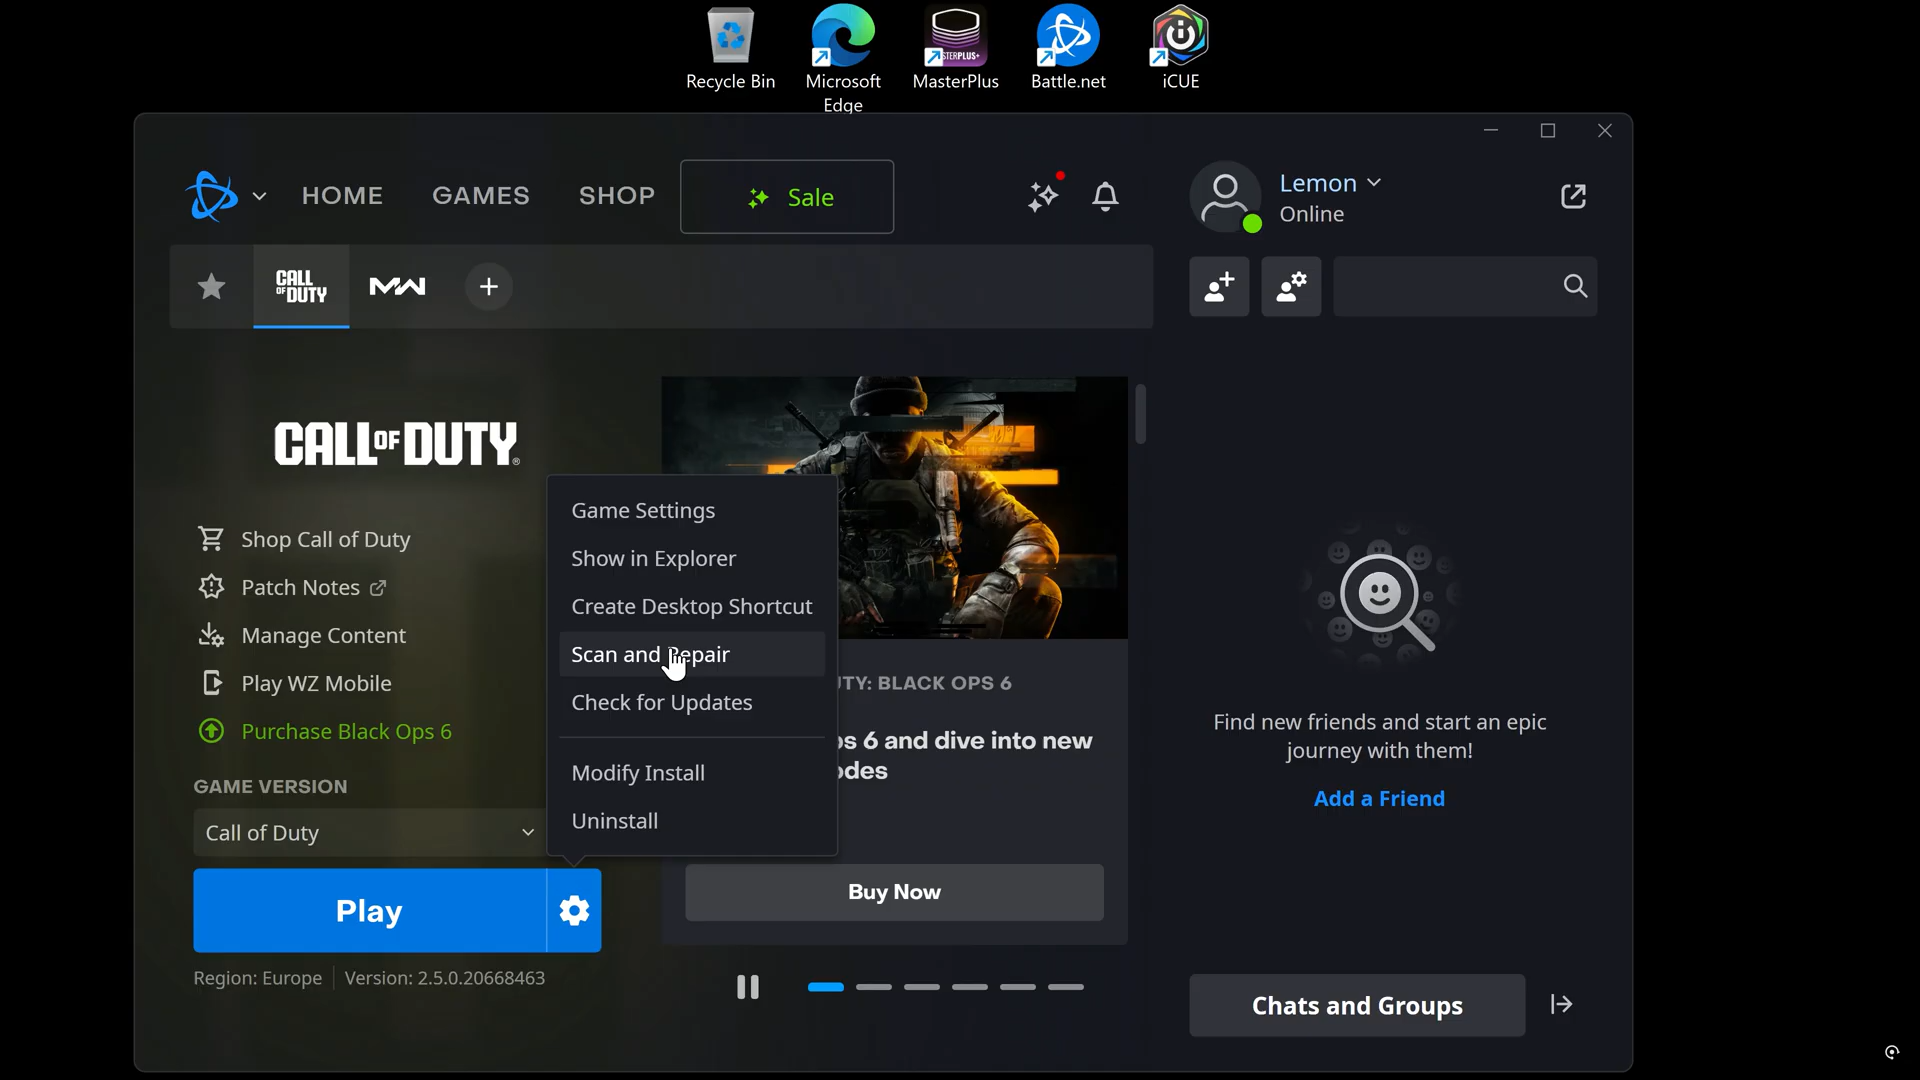 Recycle Bin
Microsoft
Edge
MasterPlus
Battle.net
iCUE
HOME
GAMES
SHOP
Sale
Lemon
Online
CALL
OF DUTY
MW
CALL OF DUTY
Shop Call of Duty
Patch Notes
Manage Content
Play WZ Mobile
Purchase Black Ops 6
GAME VERSION
Call of Duty
Play
Region: Europe
Version: 2.5.0.20668463
Game Settings
Show in Explorer
Create Desktop Shortcut
Scan and Repair
Check for Updates
Modify Install
Uninstall
BLACK OPS 6
6 and dive into new
Buy Now
Find new friends and start an epic
journey with them!
Add a Friend
Chats and Groups